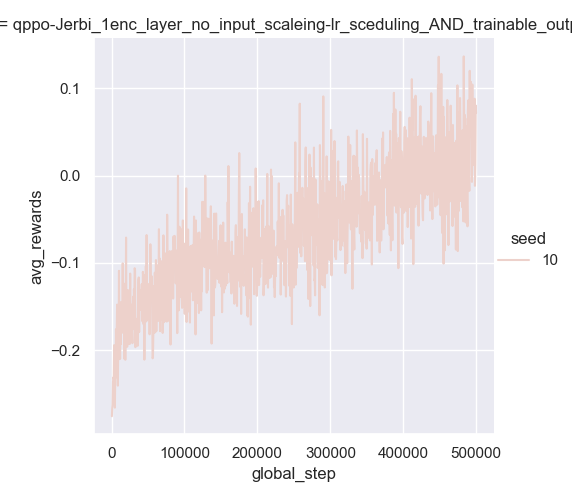 = qppo-Jerbi_1enc_layer_no_input_scaleing-lr_sceduling_AND_trainable_outp
0.1
0.0
−0.1
−0.2
avg_rewards
0
100000
200000
300000
400000
500000
global_step
seed
10